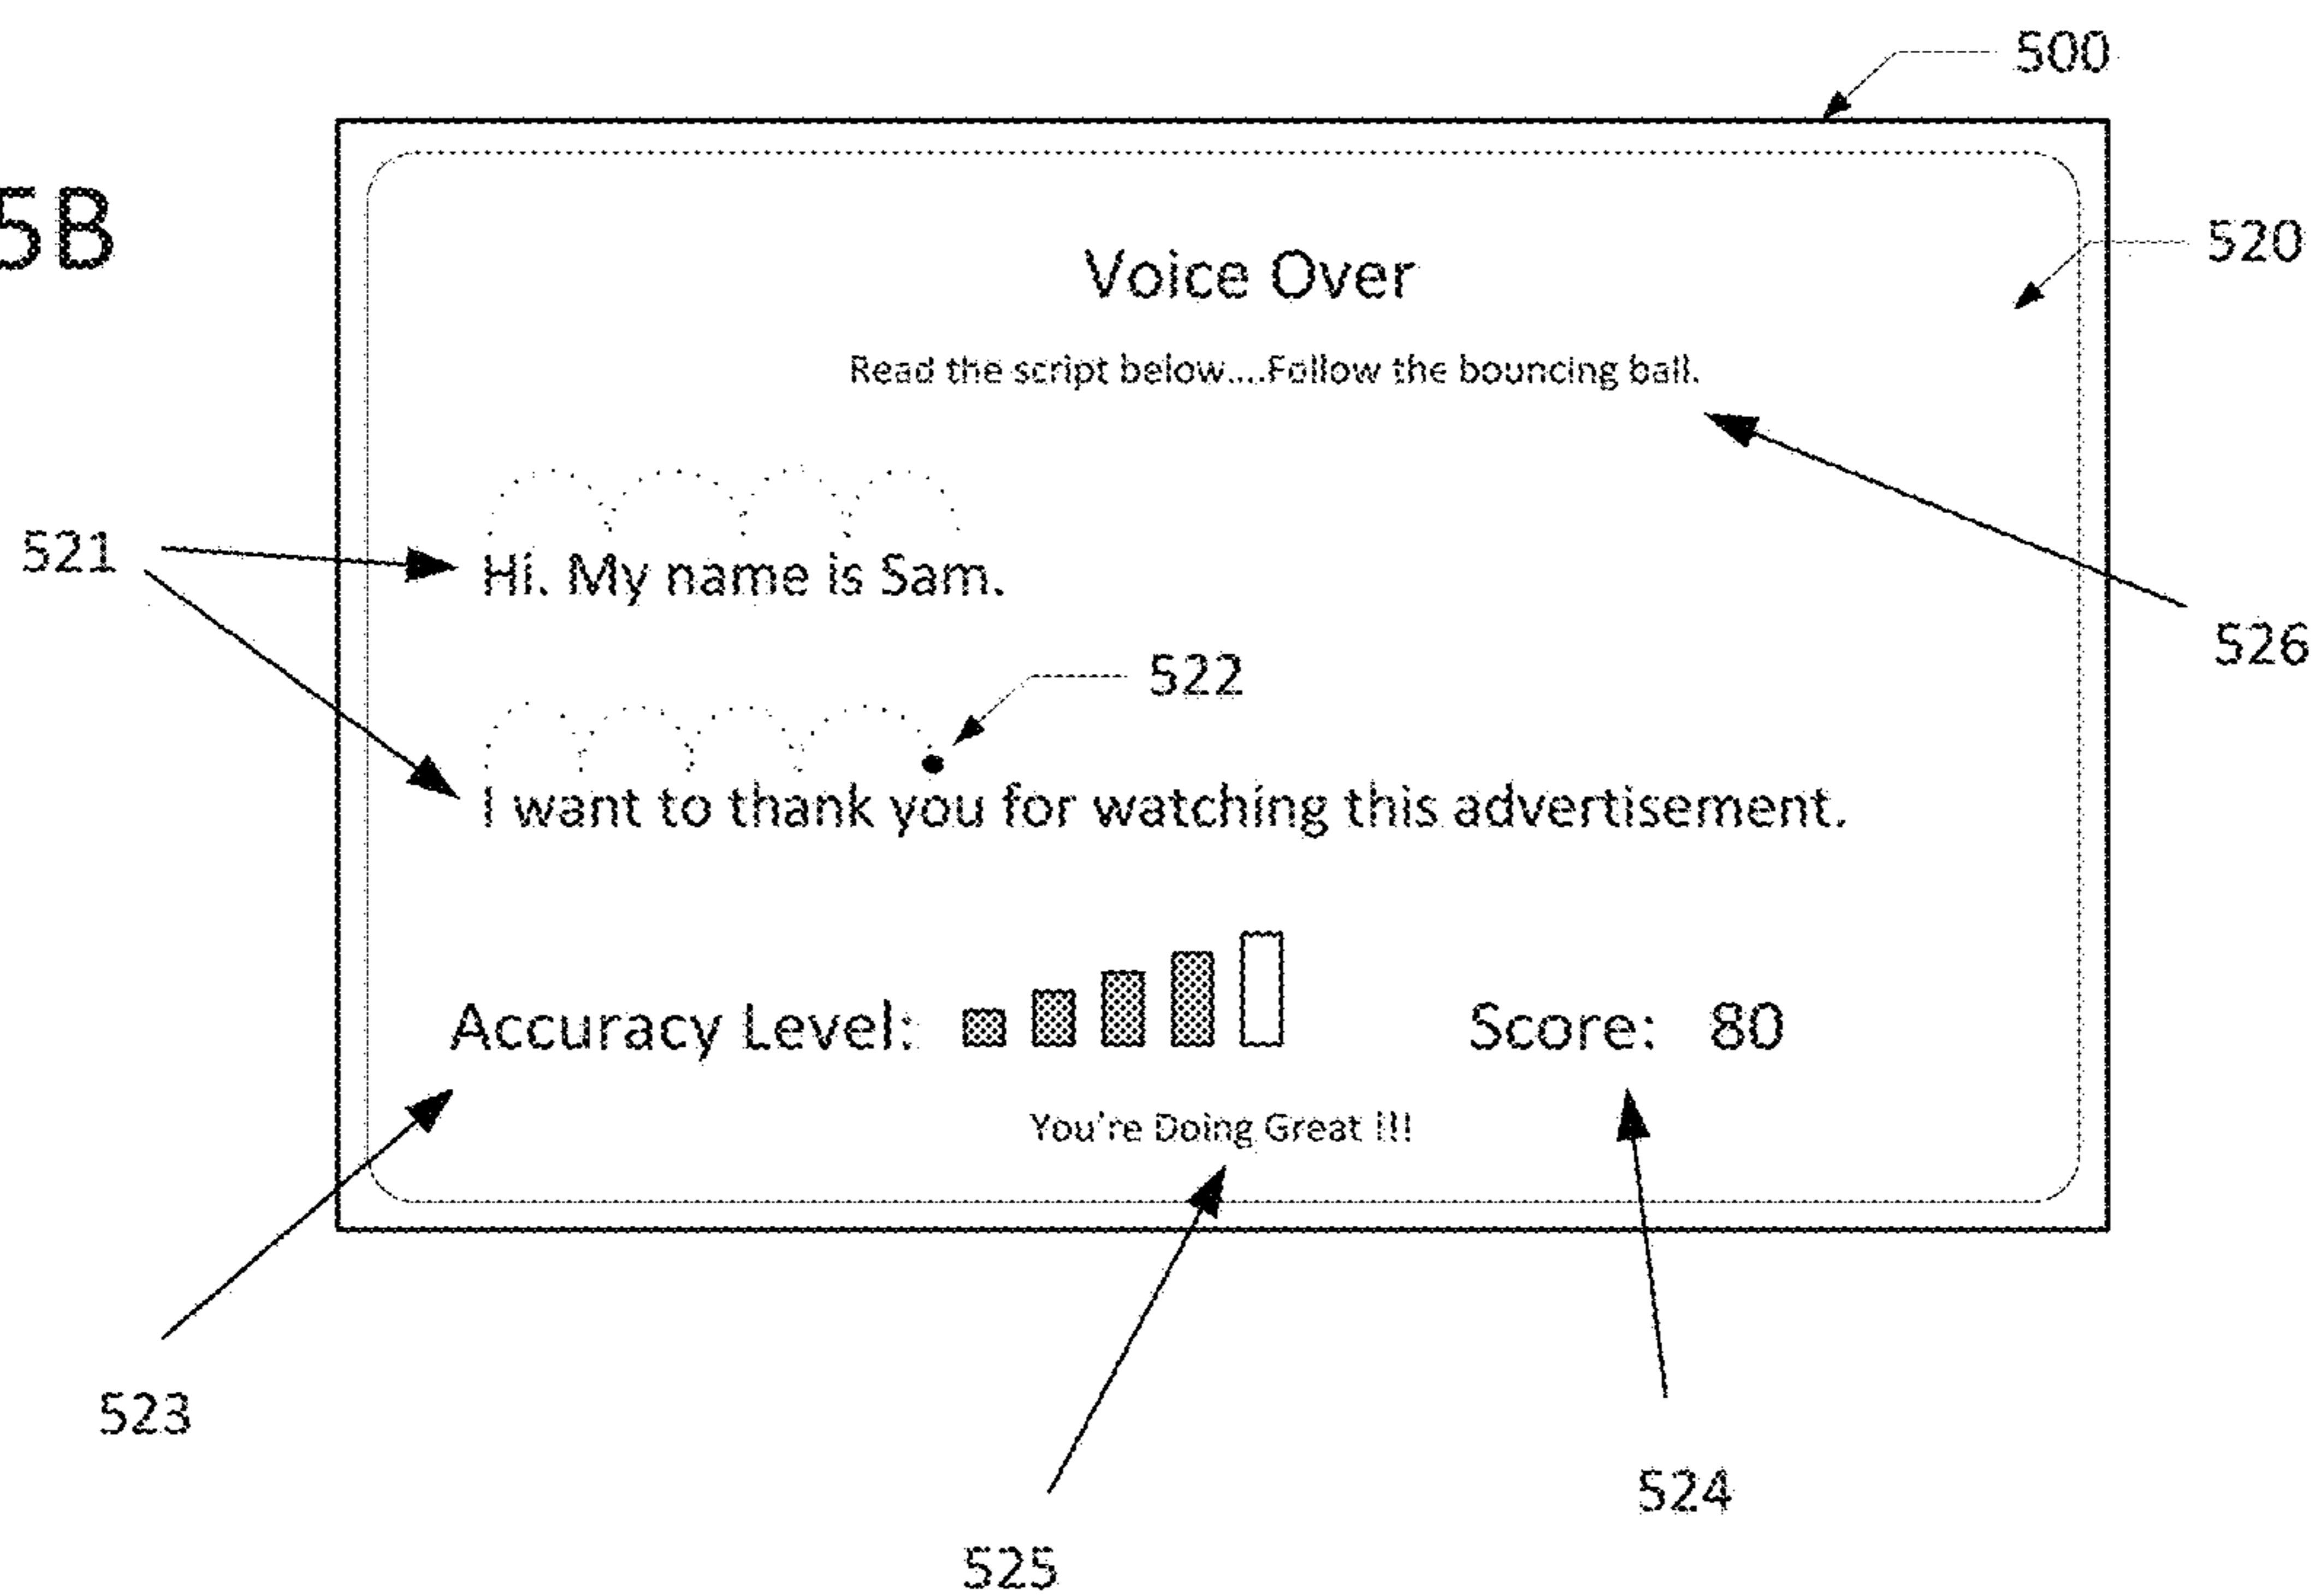 500
5B
520
Voice Over
Read the script below....Follow the bouncing ball.
521
Hi. My name is Sam.
526
522
I want to thank you for watching this advertisement.
Accuracy Level:
Score: 80
You're Doing Great !!!
523
524
525